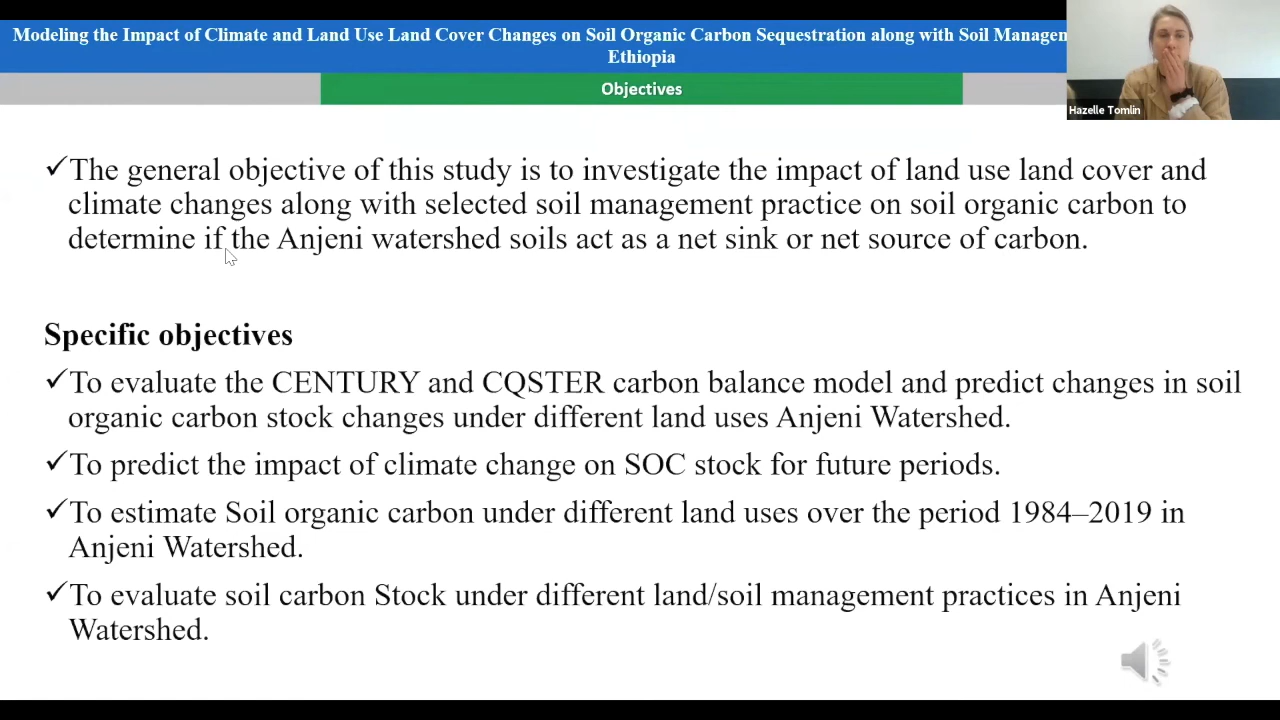 Modeling the Impact of Climate and Land Use Land Cover Changes on Soil Organic Carbon Sequestration along with Soil
Ethiopia
Objectives
Hazelle Tomlin
✓The general objective of this study is to investigate the impact of land use land cover and
climate changes along with selected soil management practice on soil organic carbon to
determine if the Anjeni watershed soils act as a net sink or net source of carbon.
Specific objectives
✓To evaluate the CENTURY and CQSTER carbon balance model and predict changes in soil
organic carbon stock changes under different land uses Anjeni Watershed.
✓To predict the impact of climate change on SOC stock for future periods.
✓To estimate Soil organic carbon under different land uses over the period 1984–2019 in
Anjeni Watershed.
✓To evaluate soil carbon Stock under different land/soil management practices in Anjeni
Watershed.